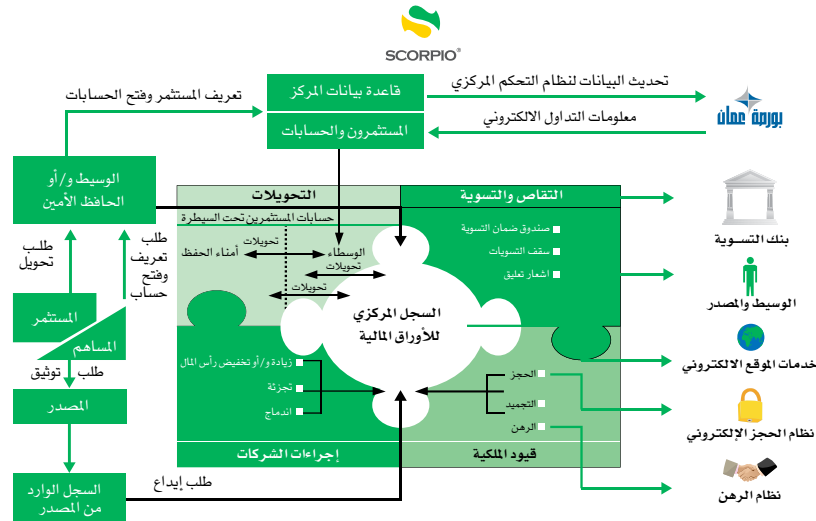 SCORPIO®
تعريف المستثمر وفتح الحسابات
قاعدة بيانات المركز
المستثمرون والحسابات
تحديث البيانات لنظام التحكم المركزي
معلومات التداول الالكتروني
بورصة عمان
الوسيط و/أو
الحافظ الأمين
التحويلات
حسابات المستثمرين تحت السيطرة
أمناء الحفظ
تحويلات
الوسطاء
تحويلات
تحويلات
التقاص والتسوية
صندوق ضمان التسوية
سقف التسويات
اشعار تعليق
السجل المركزي
للأوراق المالية
بنك التسـوية
الوسيط والمصدر
خدمات الموقع الالكتروني
نظام الحجز الإلكتروني
نظام الرهن
طلـب
تحويل
طلب
تعريف
وفتح
حساب
المستثمر
المساهم
طلب توثيق
المصدر
السجل الوارد
من المصدر
طلب إيداع
زيادة و/أو تخفيض رأس المال
تجزئة
اندماج
إجراءات الشركات
الحجز
التجميد
الرهن
قيود الملكية